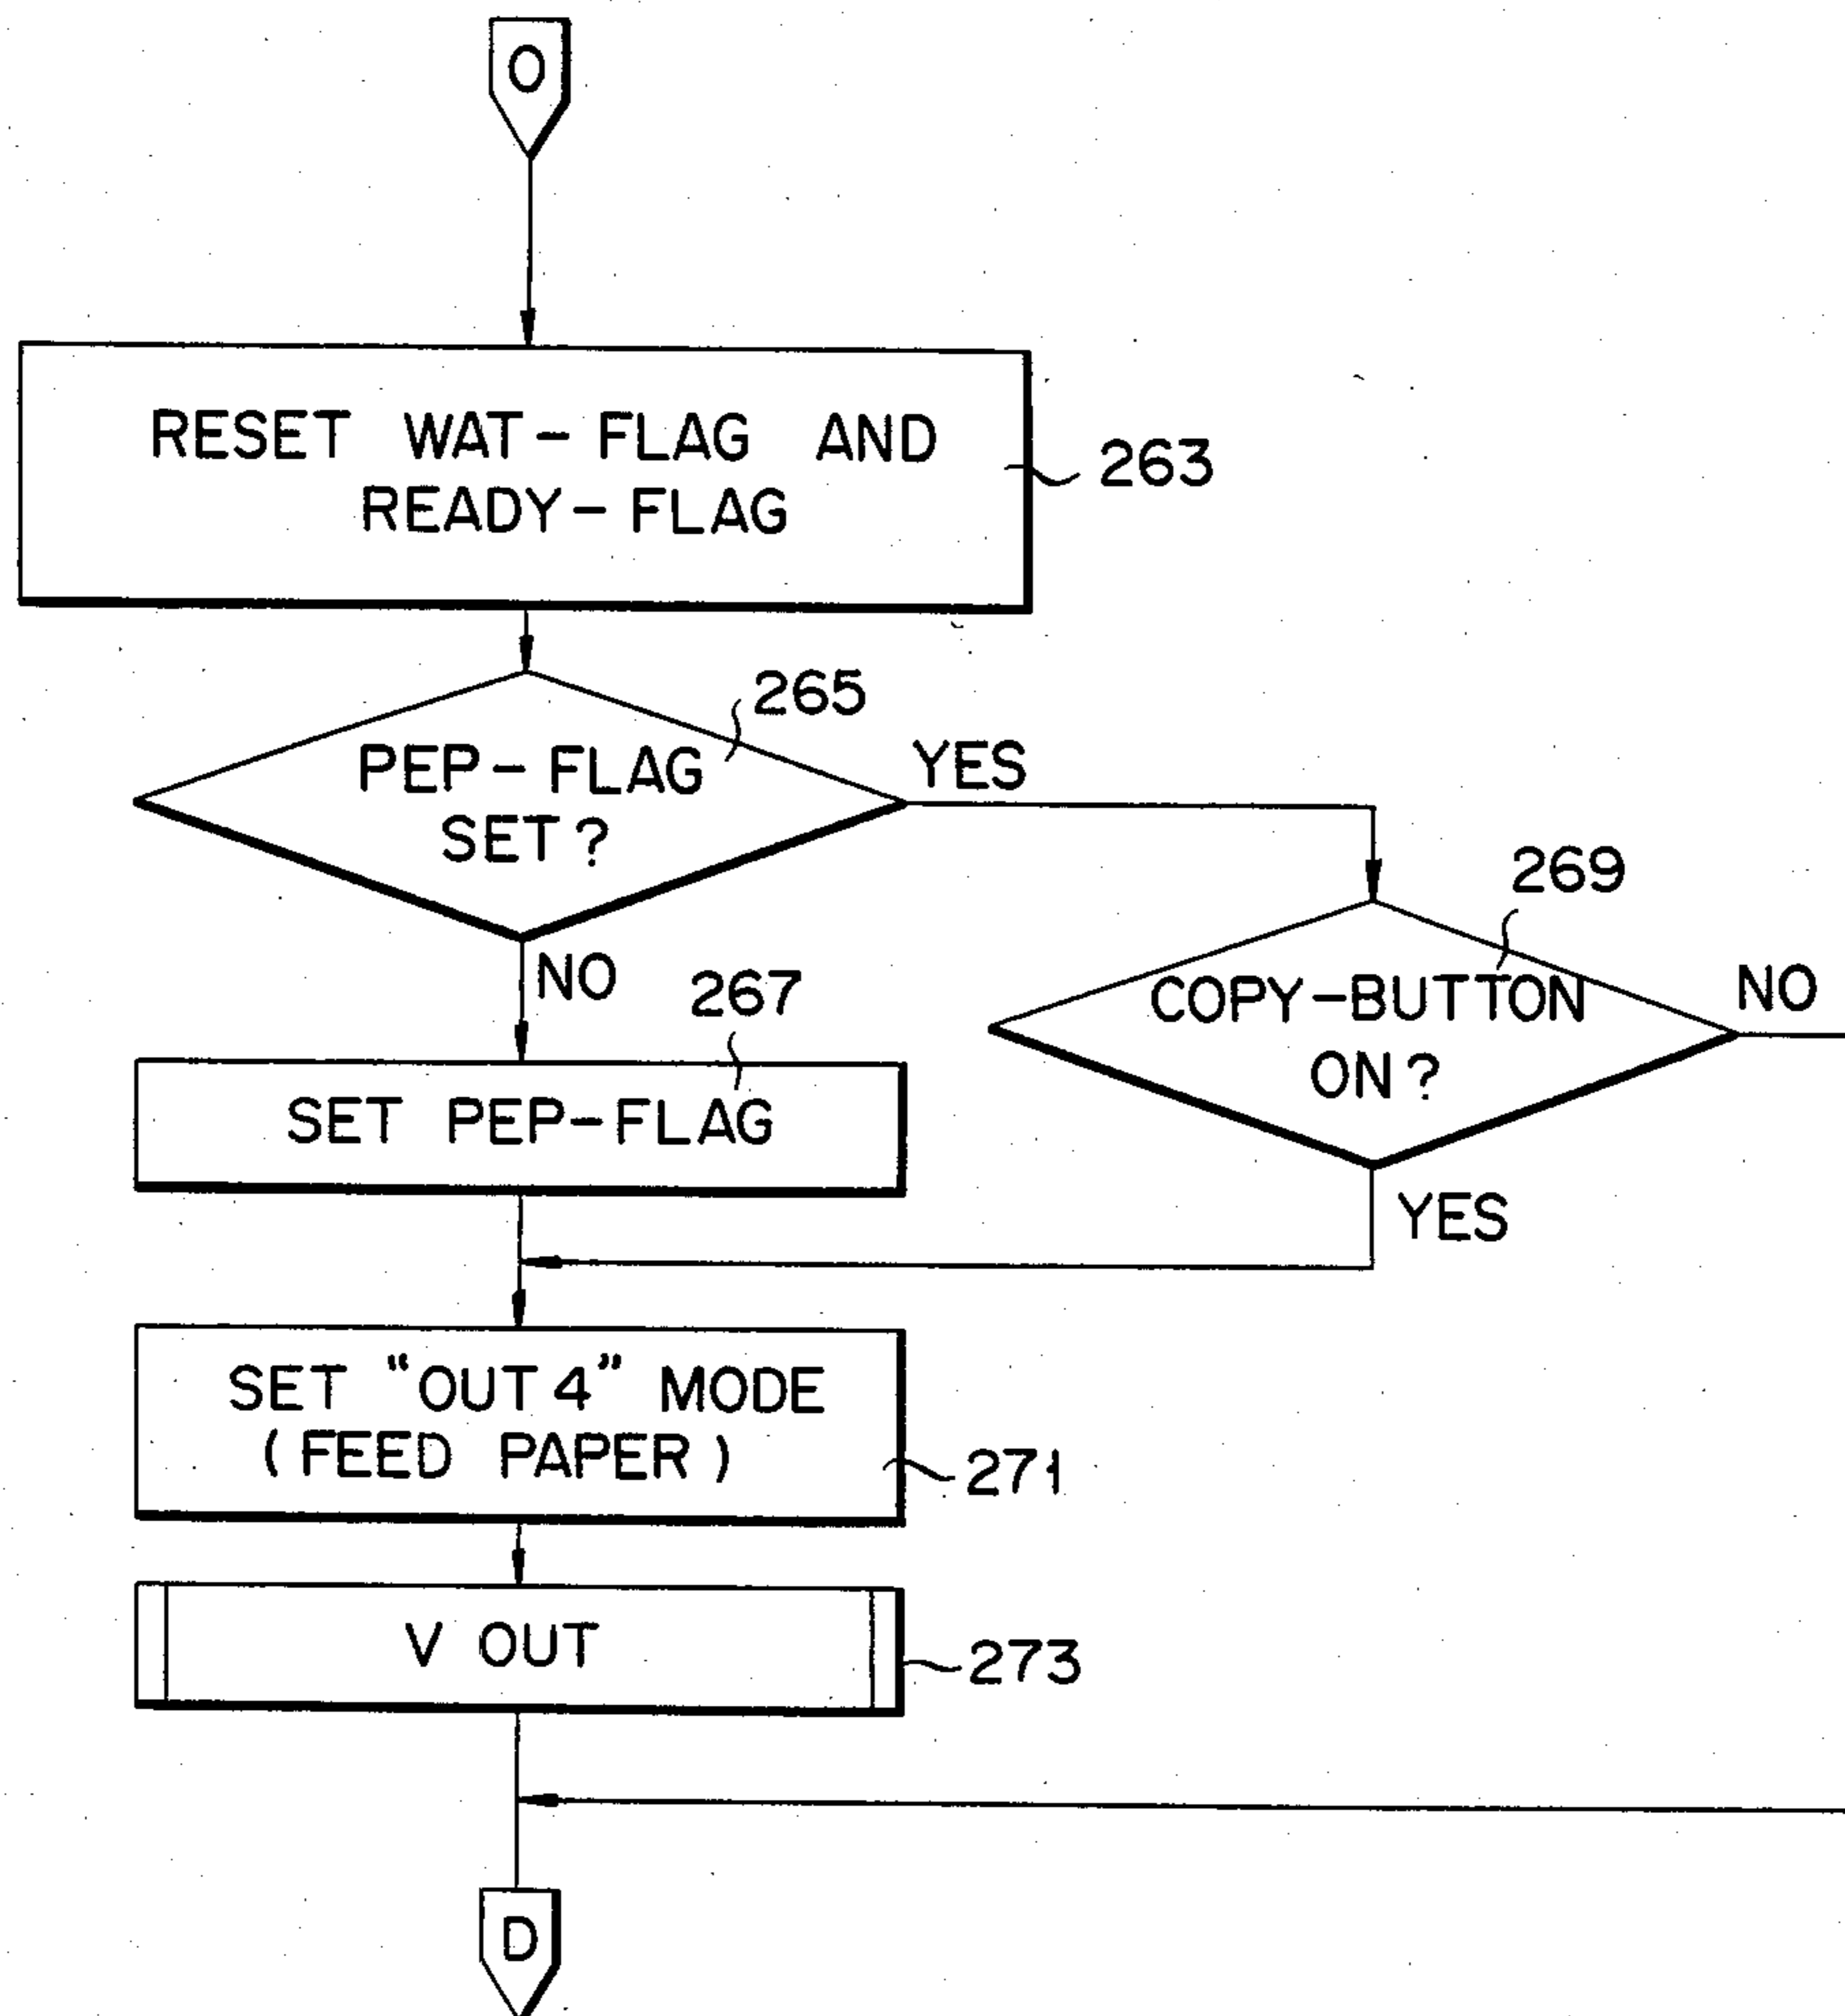 O
RESET WAT-FLAG AND
READY-FLAG
263
265
PEP-FLAG
SET?
YES
269
COPY-BUTTON
ON?
NO
NO
267
SET PEP-FLAG
YES
SET "OUT 4" MODE
(FEED PAPER)
271
V OUT
273
D